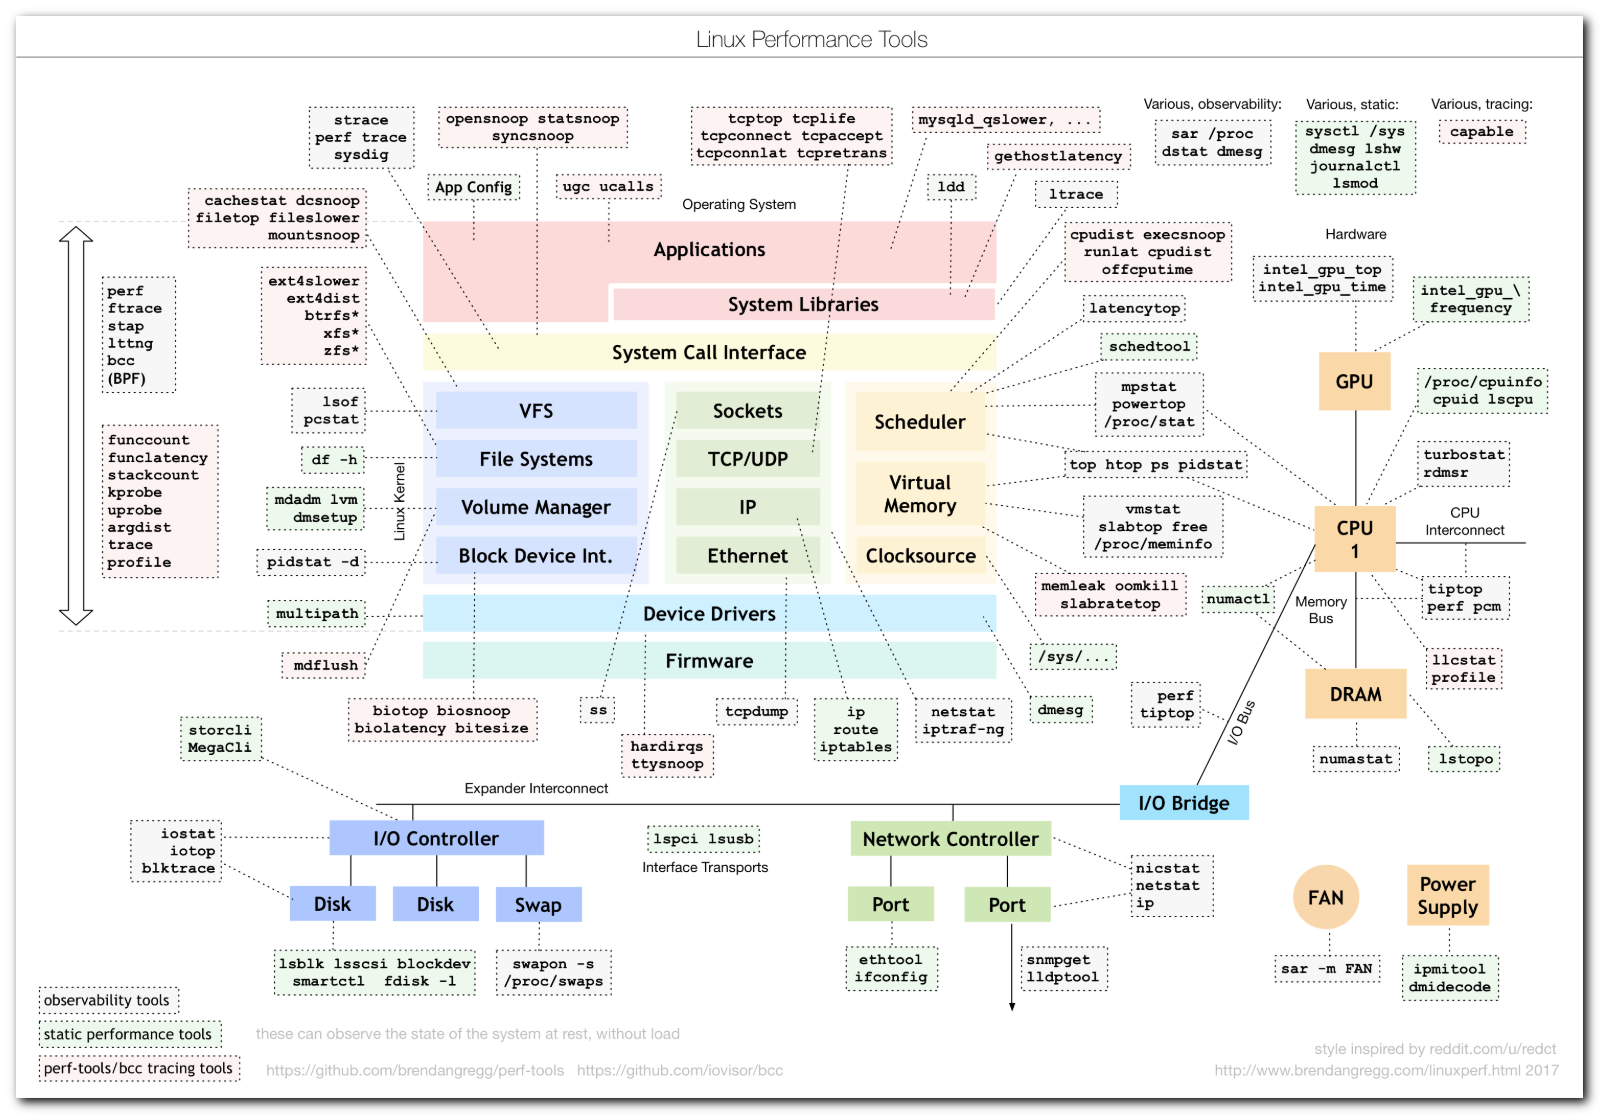 Linux Performance Tools
strace
perf trace
sysdig
opensnoop statsnoop
syncsnoop
tcptop tcplife
tcpconnect tcpaccept
tcpconnlat tcpretrans
mysqld_qslower, ...
gethostlatency
Various, observability:
sar /proc
dstat dmesg
Various, static:
sysctl /sys
dmesg lshw
journalctl
lsmod
Various, tracing:
capable
App Config
ugc ucalls
ldd
ltrace
Operating System
cachestat dcsnoop
filetop fileslower
mountsnoop
Applications
System Libraries
System Call Interface
cpudist execsnoop
runlat cpudist
offcputime
Hardware
intel_gpu_top
intel_gpu_time
intel_gpu_\
frequency
perf
ftrace
stap
lttng
bcc
(BPF)
ext4slower
ext4dist
btrfs*
xfs*
zfs*
latencytop
schedtool
mpstat
powertop
/proc/stat
GPU
/proc/cpuinfo
cpuid lscpu
lsof
pcstat
VFS
Sockets
Scheduler
funccount
funclatency
stackcount
kprobe
uprobe
argdist
trace
profile
df -h
Linux Kernel
File Systems
TCP/UDP
top htop ps pidstat
turbostat
rdmsr
mdadm lvm
dmsetup
Volume Manager
IP
Virtual
Memory
vmstat
slabtop free
/proc/meminfo
CPU
1
CPU
Interconnect
pidstat -d
Block Device Int.
Ethernet
Clocksource
memleak oomkill
slabratetop
numactl
Memory
Bus
tiptop
perf pcm
multipath
Device Drivers
mdflush
Firmware
/sys/...
llcstat
profile
DRAM
perf
tiptop
I/O Bus
biotop biosnoop
biolatency bitesize
ss
hardirqs
ttysnoop
tcpdump
ip
route
iptables
netstat
iptraf-ng
dmesg
storcli
MegaCli
numastat
lstopo
Expander Interconnect
I/O Bridge
iostat
iotop
blktrace
I/O Controller
lspci lsusb
Interface Transports
Network Controller
nicstat
netstat
ip
Disk
Disk
Swap
Port
Port
FAN
Power
Supply
lsblk lsscsi blockdev
smartctl  fdisk -l
swapon -s
/proc/swaps
ethtool
ifconfig
snmpget
lldptool
sar -m FAN
ipmitool
dmidecode
observability tools
static performance tools
these can observe the state of the system at rest, without load
perf-tools/bcc tracing tools
https://github.com/brendangregg/perf-tools   https://github.com/iovisor/bcc
style inspired by reddit.com/u/redct
http://www.brendangregg.com/linuxperf.html 2017